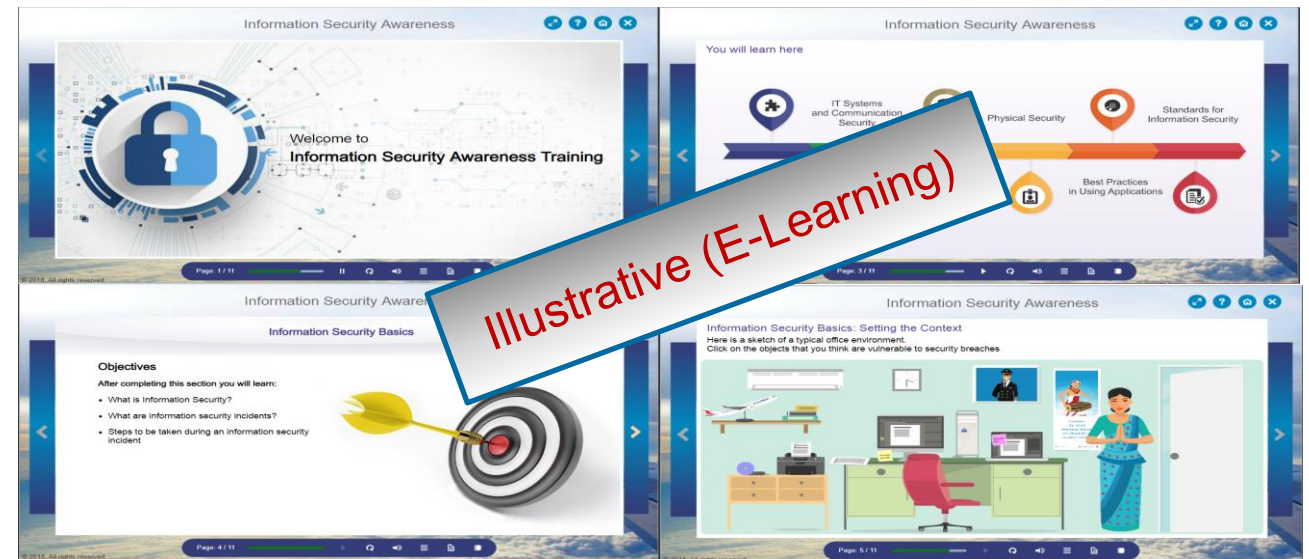 Information Security Awareness
Welcome to
Information Security Awareness Training
Page: 1 / 11
© 2018. All rights reserved
Information Security Awareness
You will learn here
IT Systems
and Communication
Security
Physical Security
Standards for
Information Security
Best Practices
in Using Applications
Page: 3 / 11
Illustrative (E-Learning)
Information Security Aware
Information Security Basics
Objectives
After completing this section you will learn:
• What is Information Security?
• What are information security incidents?
• Steps to be taken during an information security
incident
Page: 4 / 11
© 2018. All rights reserved
Information Security Awareness
Information Security Basics: Setting the Context
Here is a sketch of a typical office environment.
Click on the objects that you think are vulnerable to security breaches
Page: 5 / 11